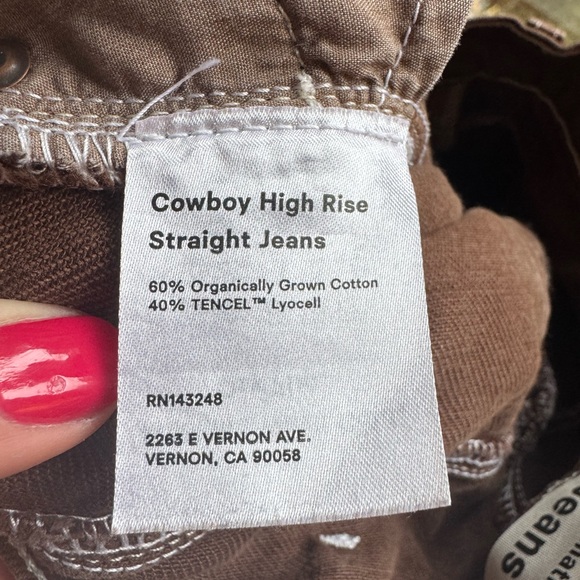 Cowboy High Rise
Straight Jeans
60% Organically Grown Cotton
40% TENCEL™ Lyocell
RN143248
2263 E VERNON AVE.
VERNON, CA 90058